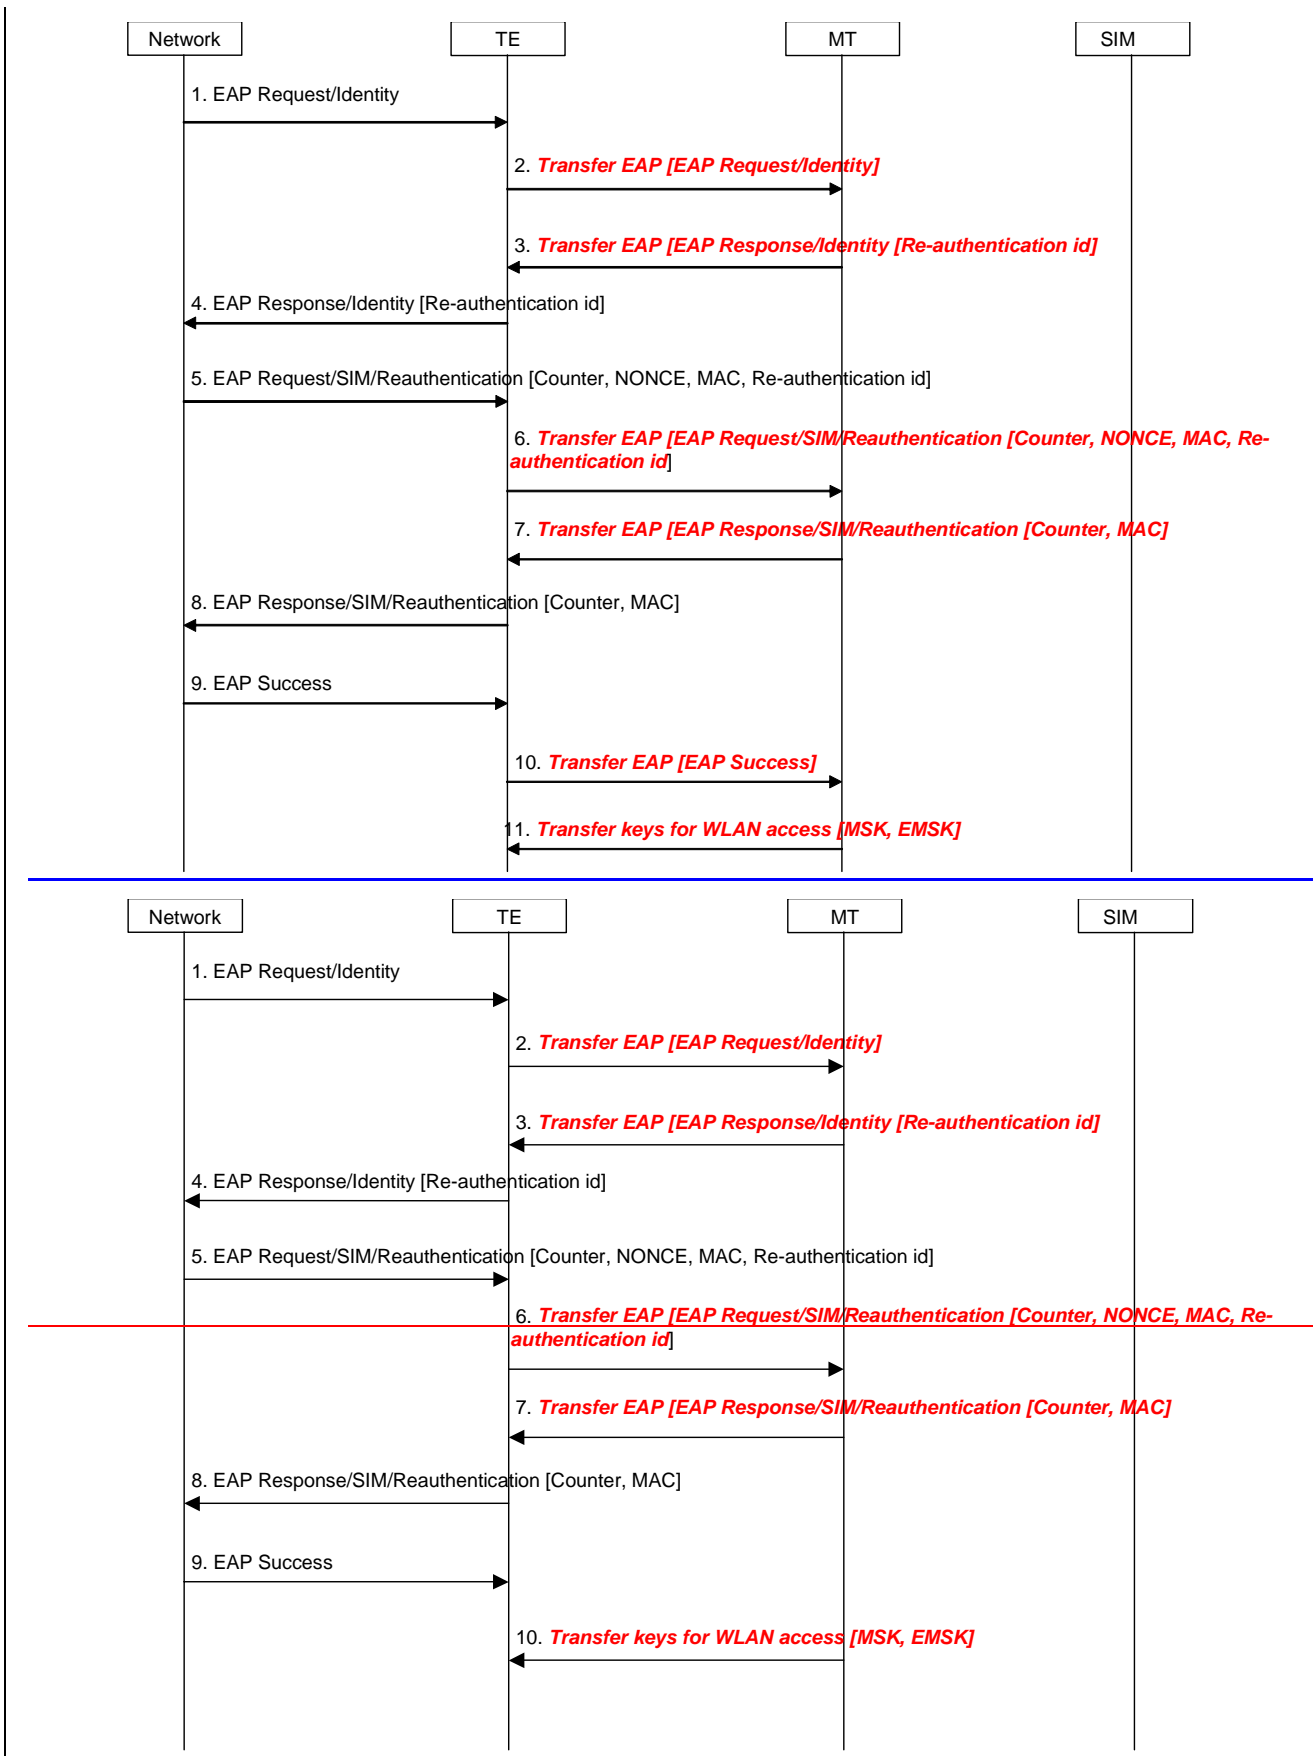 Network TE MT SIM
1. EAP Request/Identity
2. Transfer EAP [EAP Request/Identity]
3. Transfer EAP [EAP Response/Identity [Re-authentication id]
4. EAP Response/Identity [Re-authentication id]
5. EAP Request/SIM/Reauthentication [Counter, NONCE, MAC, Re-authentication id]
6. Transfer EAP [EAP Request/SIM/Reauthentication [Counter, NONCE, MAC, Re-
authentication id]
7. Transfer EAP [EAP Response/SIM/Reauthentication [Counter, MAC]
8. EAP Response/SIM/Reauthentication [Counter, MAC]
9. EAP Success
10. Transfer EAP [EAP Success]
11. Transfer keys for WLAN access [MSK, EMSK]
Network TE MT SIM
1. EAP Request/Identity
2. Transfer EAP [EAP Request/Identity]
3. Transfer EAP [EAP Response/Identity [Re-authentication id]
4. EAP Response/Identity [Re-authentication id]
5. EAP Request/SIM/Reauthentication [Counter, NONCE, MAC, Re-authentication id]
6. Transfer EAP [EAP Request/SIM/Reauthentication [Counter, NONCE, MAC, Re-
authentication id]
7. Transfer EAP [EAP Response/SIM/Reauthentication [Counter, MAC]
8. EAP Response/SIM/Reauthentication [Counter, MAC]
9. EAP Success
10. Transfer keys for WLAN access [MSK, EMSK]